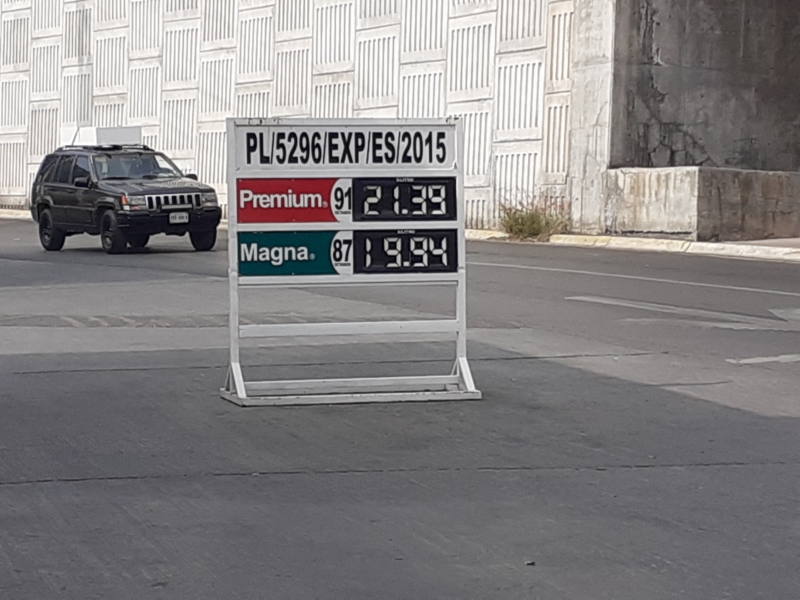 PL/5296/EXP/ES/2015
Premium® 91 21.39
Magna® 87 19.94